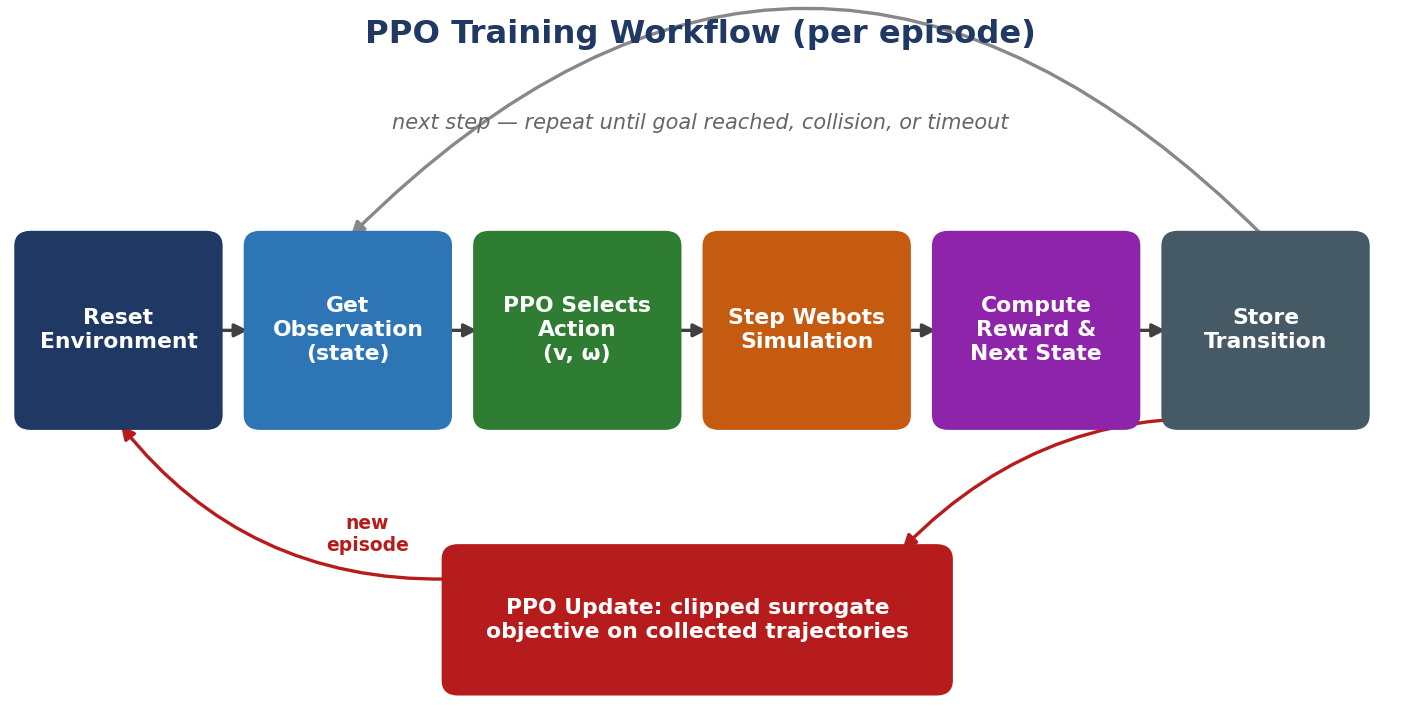 PPO Training Workflow (per episode)
next step — repeat until goal reached, collision, or timeout
Reset
Environment
Get
Observation
(state)
PPO Selects
Action
(v, ω)
Step Webots
Simulation
Compute
Reward &
Next State
Store
Transition
new
episode
PPO Update: clipped surrogate
objective on collected trajectories